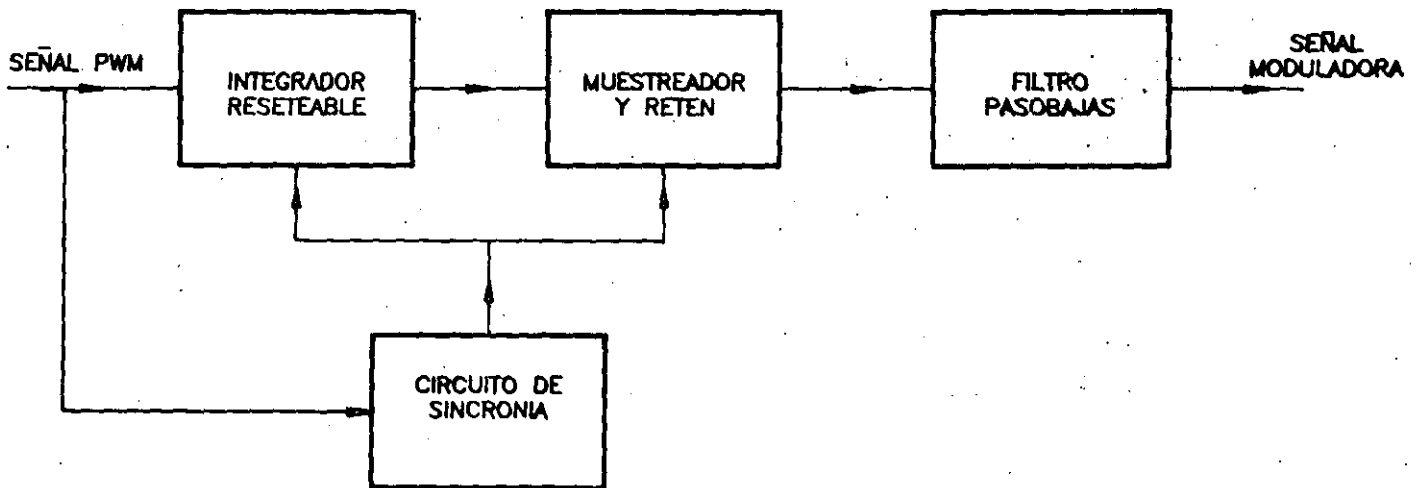 SEÑAL PWM
INTEGRADOR
RESETEABLE
MUESTREADOR
Y RETEN
FILTRO
PASOBAJAS
SEÑAL
MODULADORA
CIRCUITO DE
SINCRONIA